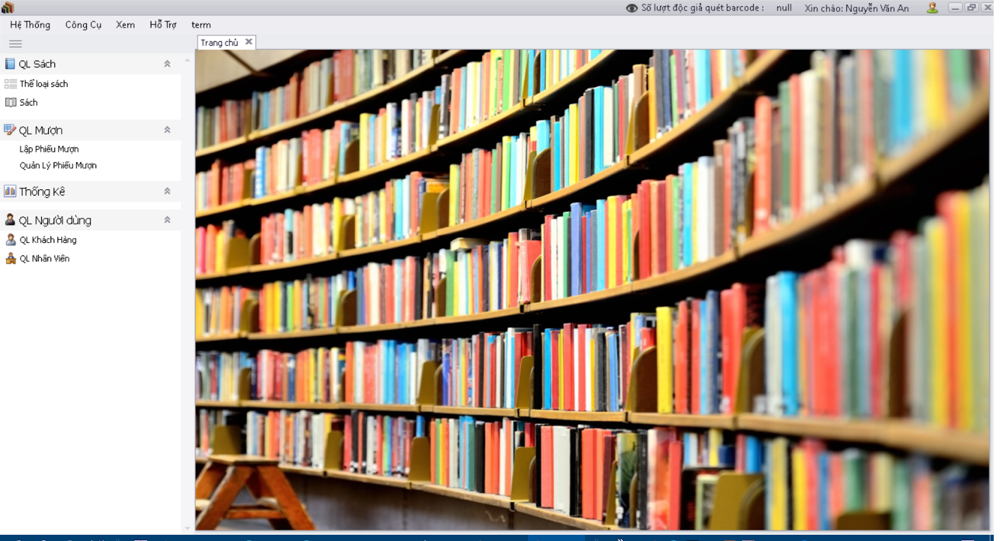 Số lượt độc giả quét barcode : null Xin chào: Nguyễn Văn An
Hệ Thống Công Cụ Xem Hỗ Trợ term
Trang chủ
QL Sách
Thể loại sách
Sách
QL Mượn
Lập Phiếu Mượn
Quản Lý Phiếu Mượn
Thống Kê
QL Người dùng
QL Khách Hàng
QL Nhân Viên